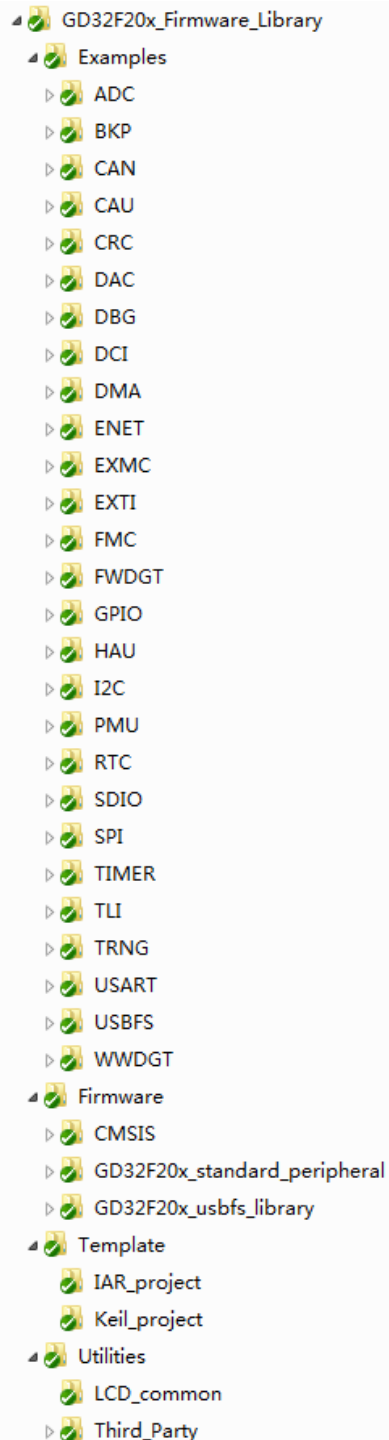 GD32F20x_Firmware_Library
Examples
ADC
BKP
CAN
CAU
CRC
DAC
DBG
DCI
DMA
ENET
EXMC
EXTI
FMC
FWDGT
GPIO
HAU
I2C
PMU
RTC
SDIO
SPI
TIMER
TLI
TRNG
USART
USBFS
WWDGT
Firmware
CMSIS
GD32F20x_standard_peripheral
GD32F20x_usbfs_library
Template
IAR_project
Keil_project
Utilities
LCD_common
Third_Party